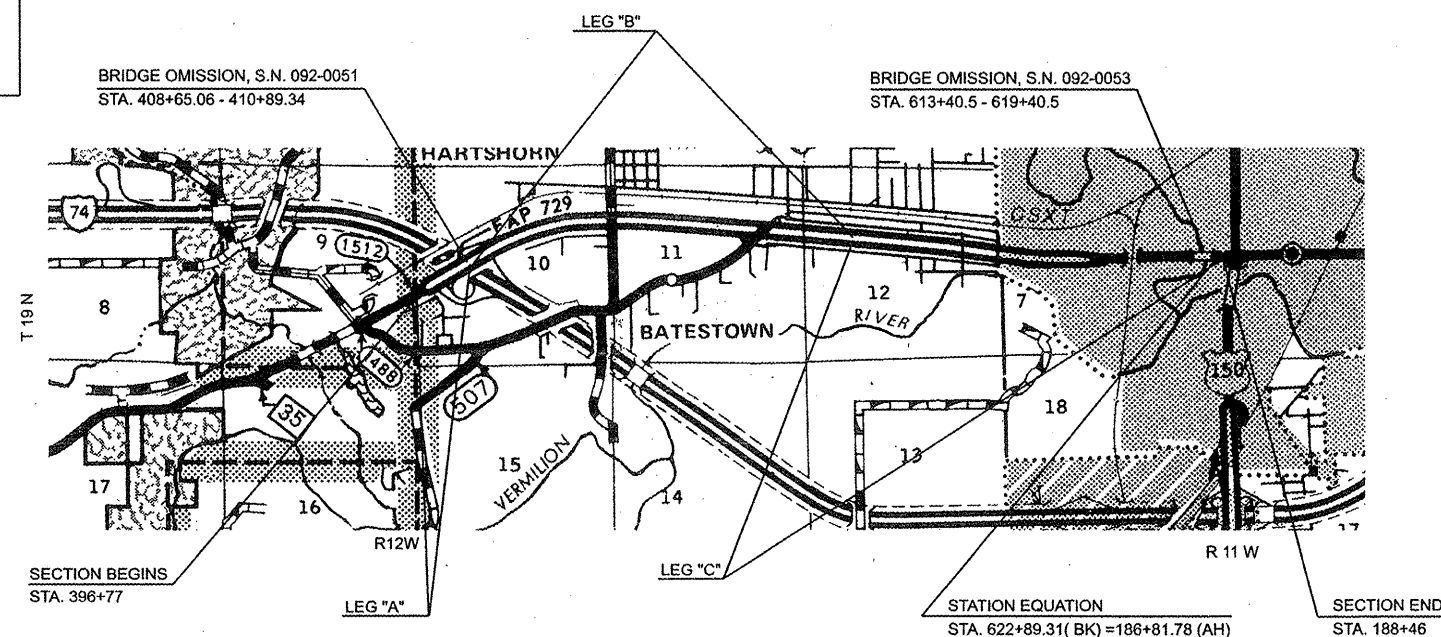 LEG "B"
BRIDGE OMISSION, S.N. 092-0051
STA. 408+65.06 - 410+89.34
BRIDGE OMISSION, S.N. 092-0053
STA. 613+40.5 - 619+40.5
HARTSHORN
74
FAP 729
CSXT
9
1512
10
11
8
12
7
RIVER
T 19 N
BATESTOWN
1488
150
507
35
18
15
13
VERMILION
17
16
14
17
R12W
R 11 W
SECTION BEGINS
STA. 396+77
LEG "A"
LEG "C"
STATION EQUATION
STA. 622+89.31( BK) =186+81.78 (AH)
SECTION END
STA. 188+46